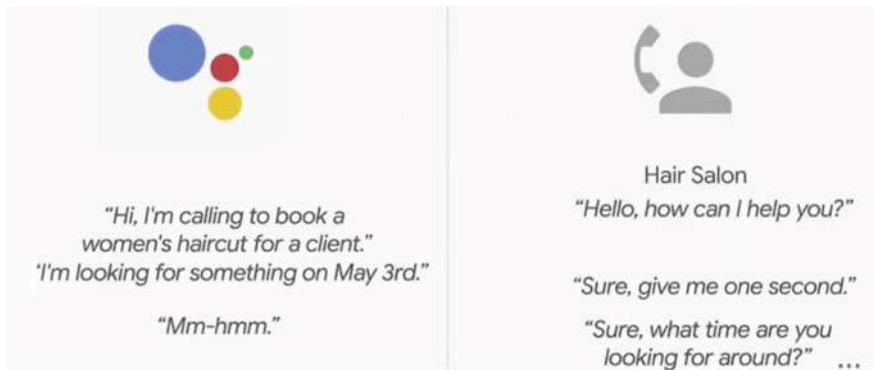 “Hi, I'm calling to book a
women's haircut for a client.”
‘I'm looking for something on May 3rd.”
“Mm-hmm.”
Hair Salon
“Hello, how can I help you?”
“Sure, give me one second.”
“Sure, what time are you
looking for around?” ...